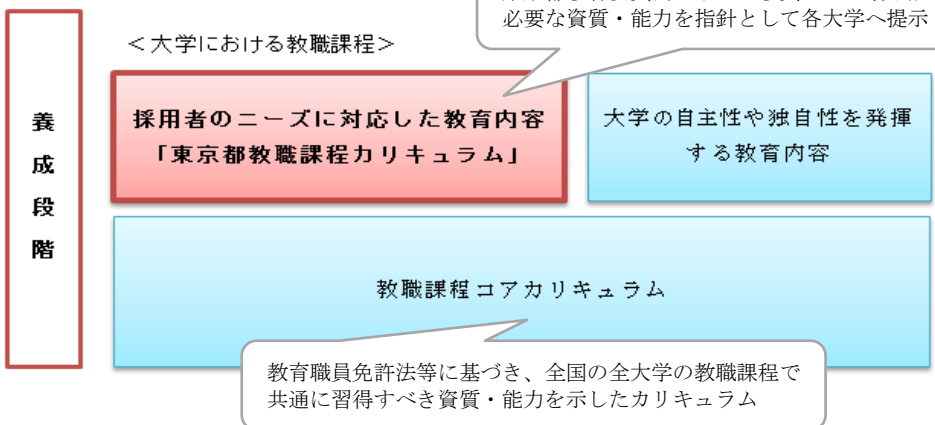 必要な資質・能力を指針として各大学へ提示
＜大学における教職課程＞
養成段階
採用者のニーズに対応した教育内容
「東京都教職課程カリキュラム」
大学の自主性や独自性を発揮
する教育内容
教職課程コアカリキュラム
教育職員免許法等に基づき、全国の全大学の教職課程で
共通に習得すべき資質・能力を示したカリキュラム